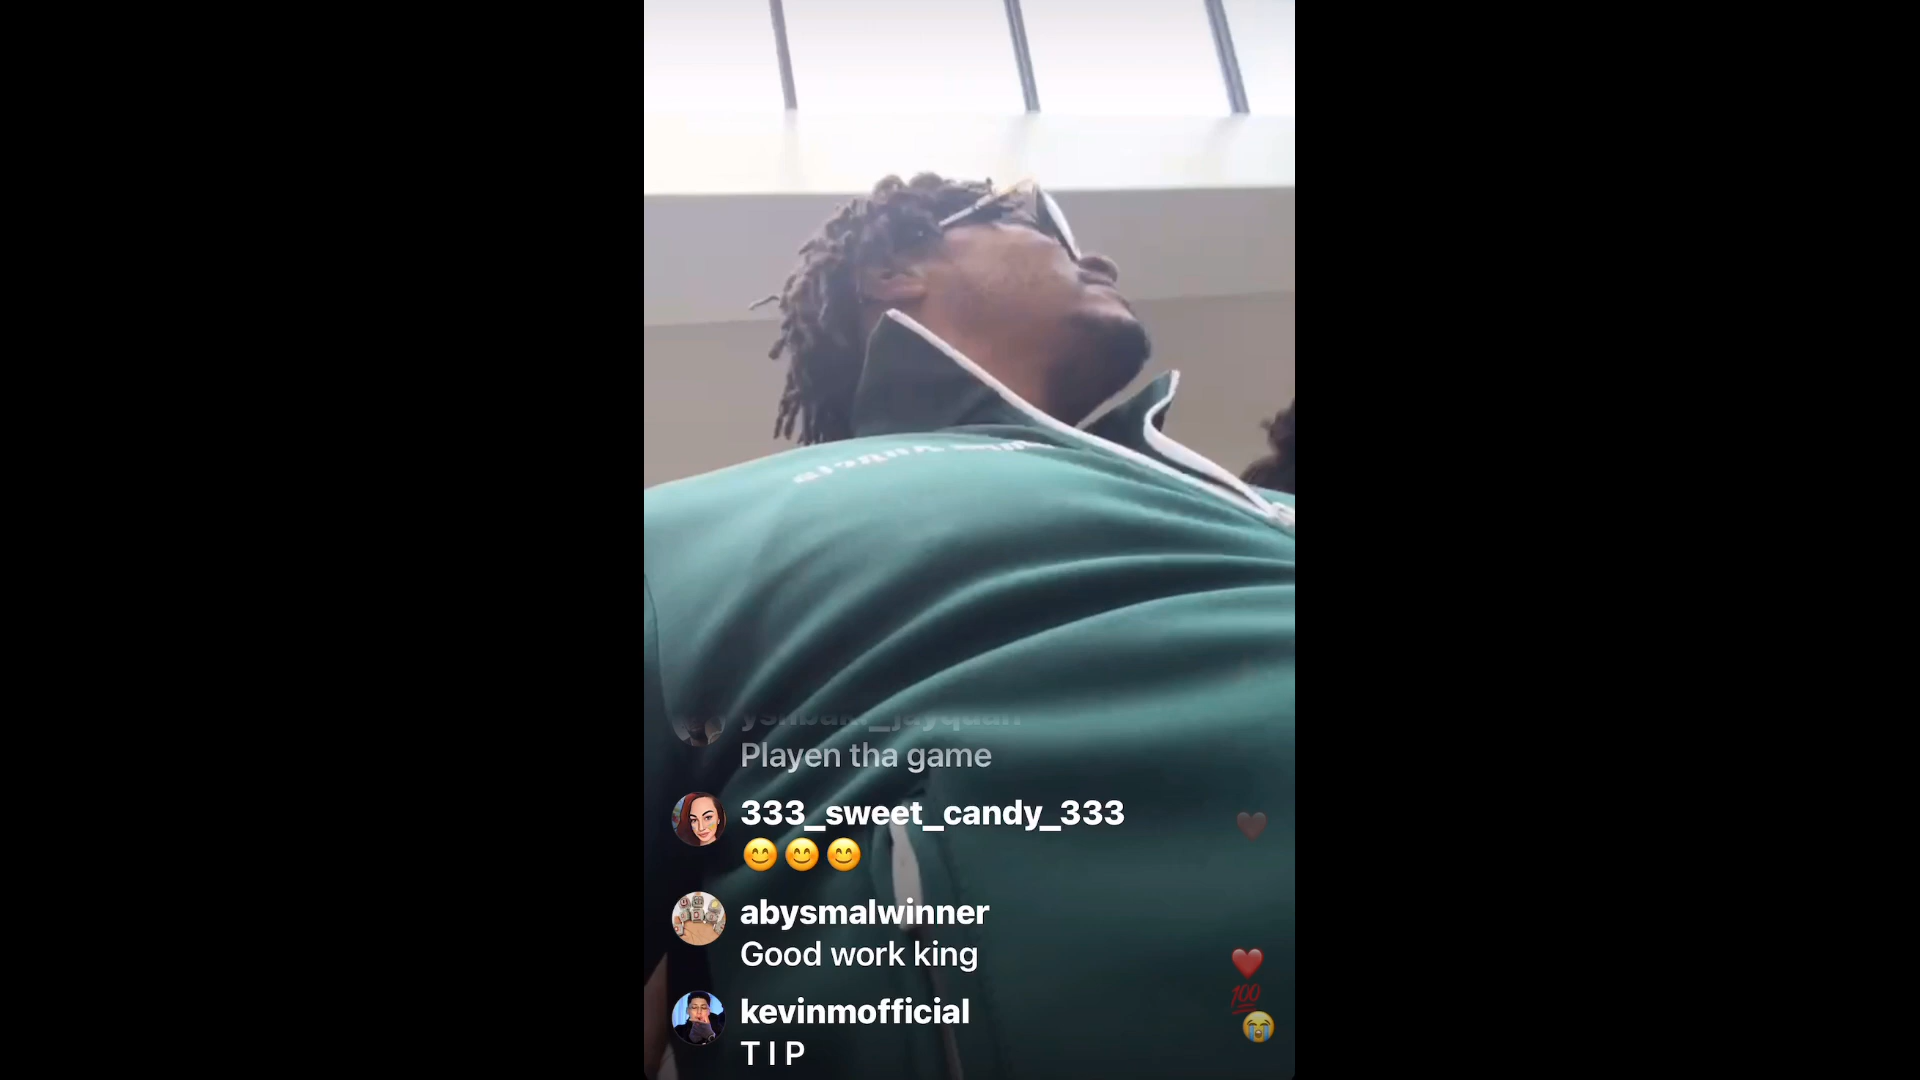 Playen tha game
333_sweet_candy_333
😊😊😊
abysmalwinner
Good work king
kevinmofficial
T I P